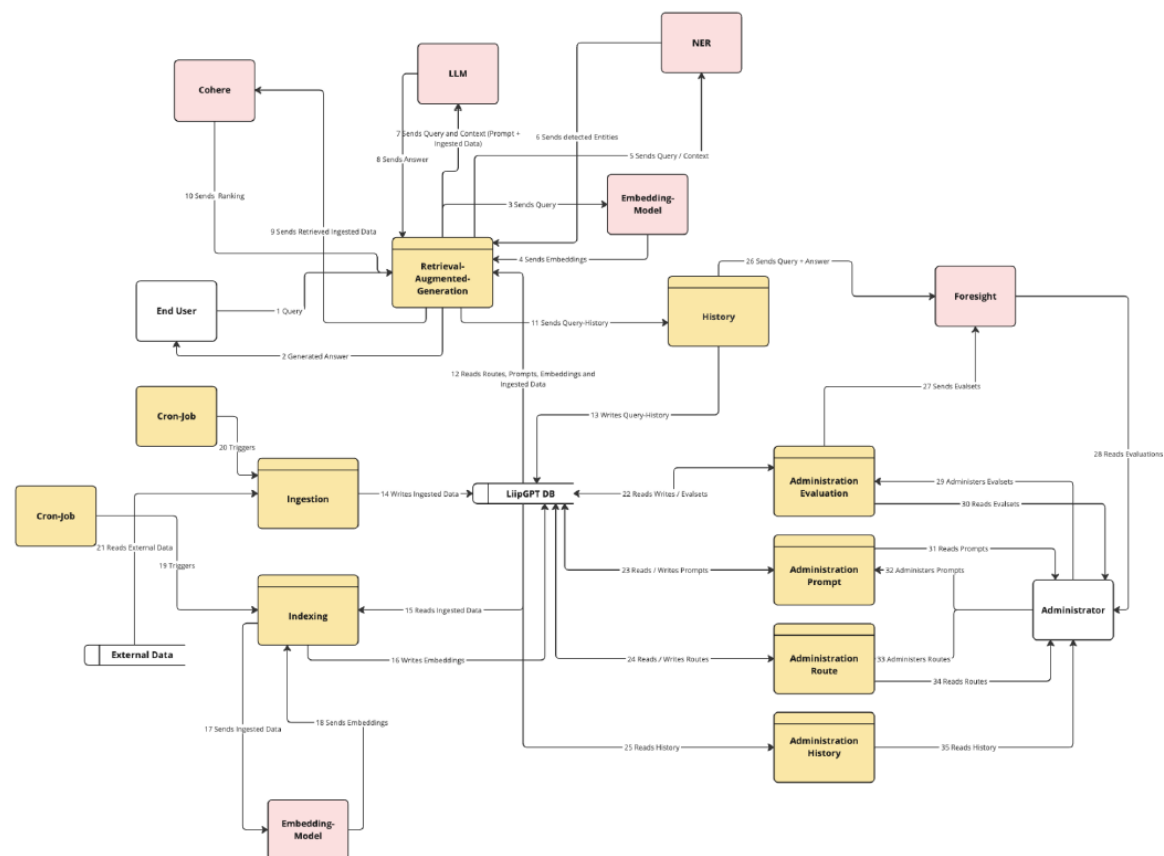 NER
LLM
Cohere
7 Sends Query and Context (Prompt +
Ingested Data)
6 Sends detected Entities
8 Sends Answer
5 Sends Query / Context
10 Sends Ranking
3 Sends Query
Embedding-
Model
9 Sends Retrieved Ingested Data
4 Sends Embeddings
Retrieval-
Augmented-
Generation
26 Sends Query + Answer
End User
1 Query
Foresight
History
11 Sends Query-History
2 Generated Answer
12 Reads Routes, Prompts, Embeddings and
Ingested Data
27 Sends Evalsets
Cron-Job
13 Writes Query-History
20 Triggers
28 Reads Evaluations
Ingestion
14 Writes Ingested Data
LiipGPT DB
22 Reads Writes / Evalsets
Administration
Evaluation
29 Administers Evalsets
30 Reads Evalsets
Cron-Job
21 Reads External Data
19 Triggers
31 Reads Prompts
23 Reads / Writes Prompts
Administration
Prompt
32 Administers Prompts
Indexing
15 Reads Ingested Data
Administrator
External Data
16 Writes Embeddings
24 Reads / Writes Routes
Administration
Route
33 Administers Routes
34 Reads Routes
17 Sends Ingested Data
18 Sends Embeddings
25 Reads History
Administration
History
35 Reads History
Embedding-
Model